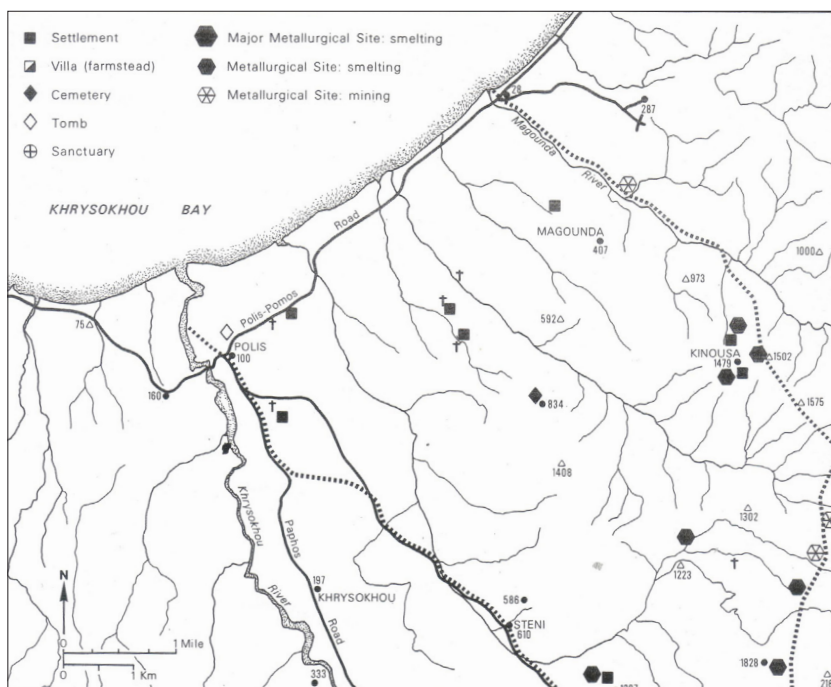 Settlement
Villa (farmstead)
Cemetery
Tomb
Sanctuary
Major Metallurgical Site: smelting
Metallurgical Site: smelting
Metallurgical Site: mining
28
287
Magounda
River
KHRYSOKHOU BAY
Road
Polis-Pomos
MAGOUNDA
407
1000
973
592
75
POLIS
100
160
KINOUSA
1479
1502
1575
834
1408
1302
1223
Khrysokhou
River
Paphos
Road
197
KHRYSOKHOU
586
STENI
610
N
0 1 Mile
0 1 Km
333
1828